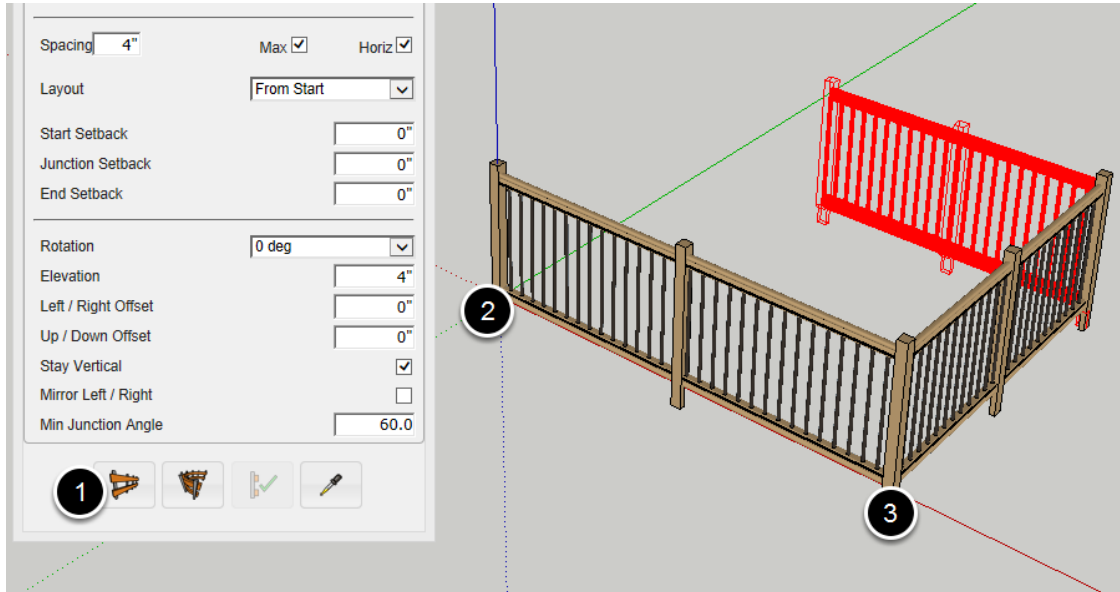 Spacing 4" Max Horiz
Layout From Start
Start Setback 0"
Junction Setback 0"
End Setback 0"
Rotation 0 deg
Elevation 4"
Left / Right Offset 0"
Up / Down Offset 0"
Stay Vertical
Mirror Left / Right
Min Junction Angle 60.0
1
2
3